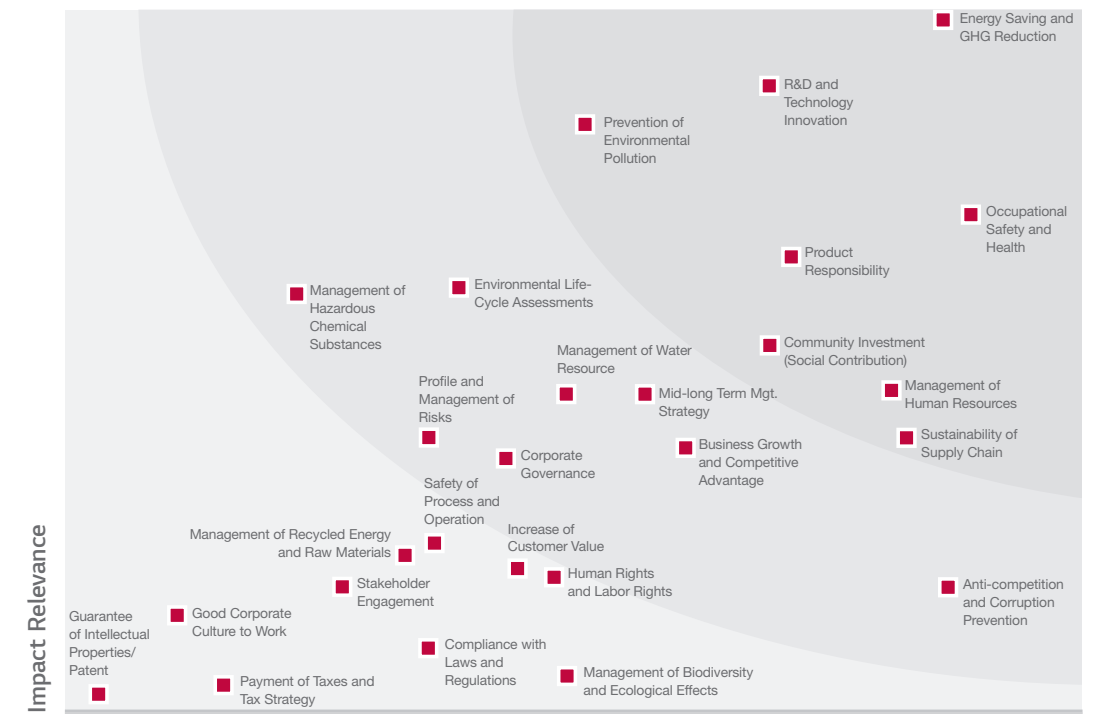 Energy Saving and
GHG Reduction
R&D and
Technology
Innovation
Prevention of
Environmental
Pollution
Occupational
Safety and
Health
Product
Responsibility
Management of
Hazardous
Chemical
Substances
Environmental Life-
Cycle Assessments
Community Investment
(Social Contribution)
Management of Water
Resource
Profile and
Management of
Risks
Mid-long Term Mgt.
Strategy
Management of
Human Resources
Sustainability of
Supply Chain
Business Growth
and Competitive
Advantage
Corporate
Governance
Safety of
Process and
Operation
Management of Recycled Energy
and Raw Materials
Increase of
Customer Value
Human Rights
and Labor Rights
Stakeholder
Engagement
Anti-competition
and Corruption
Prevention
Good Corporate
Culture to Work
Guarantee
of Intellectual
Properties/
Patent
Compliance with
Laws and
Regulations
Management of Biodiversity
and Ecological Effects
Payment of Taxes and
Tax Strategy
Impact Relevance